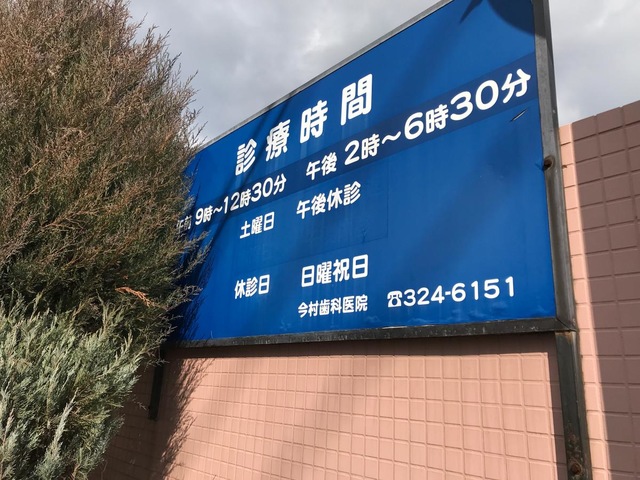 診療時間
午前 9時～12時30分 午後 2時～6時30分
土曜日 午後休診
休診日 日曜祝日
今村歯科医院 ☎324-6151